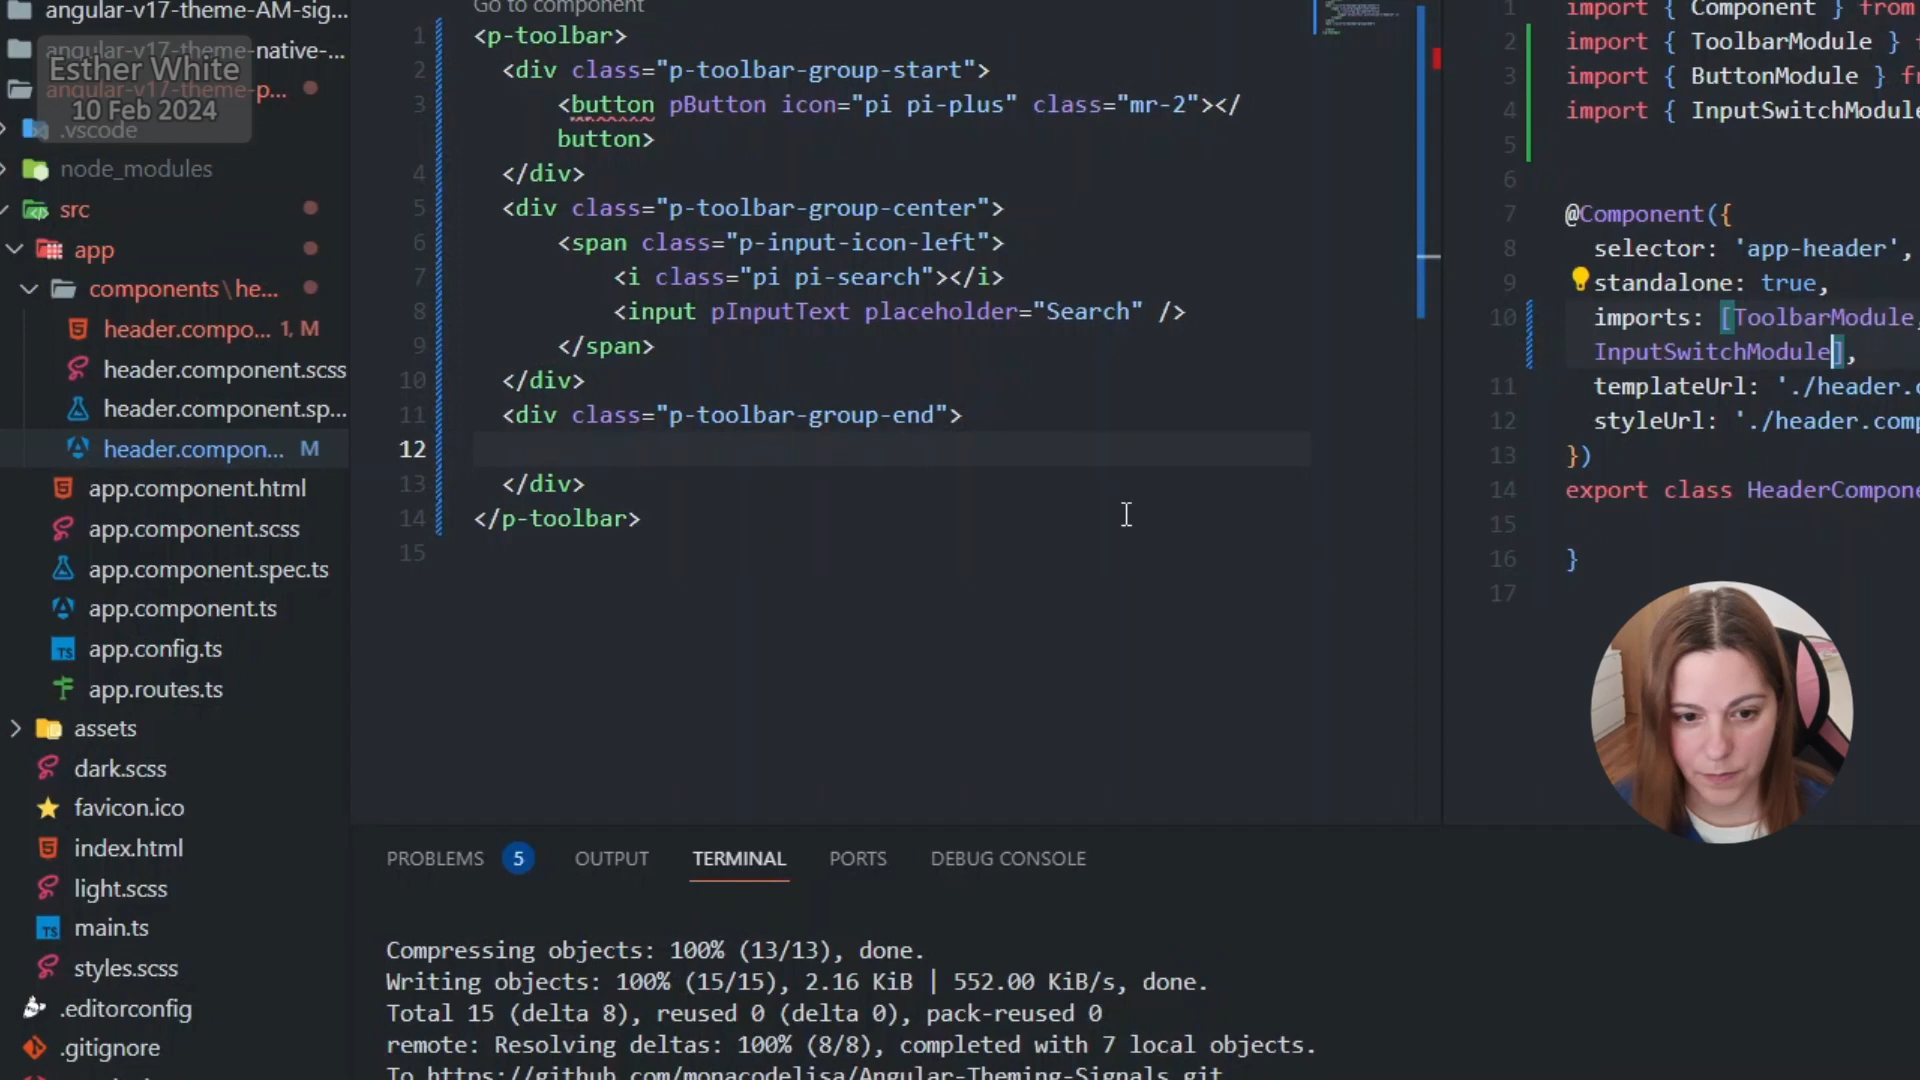 angular-v17-theme-AM-sig...
angular-v17-theme-native-...
Esther White
angular-v17-theme-p...
10 Feb 2024
.vscode
node_modules
src
app
components\he...
header.compo... 1, M
header.component.scss
header.component.sp...
header.compon... M
app.component.html
app.component.scss
app.component.spec.ts
app.component.ts
app.config.ts
app.routes.ts
assets
dark.scss
favicon.ico
index.html
light.scss
main.ts
styles.scss
.editorconfig
.gitignore
Go to component
1 <p-toolbar>
2 <div class="p-toolbar-group-start">
3 <button pButton icon="pi pi-plus" class="mr-2"></
button>
4 </div>
5 <div class="p-toolbar-group-center">
6 <span class="p-input-icon-left">
7 <i class="pi pi-search"></i>
8 <input pInputText placeholder="Search" />
9 </span>
10 </div>
11 <div class="p-toolbar-group-end">
12
13 </div>
14 </p-toolbar>
15
1 import { Component } from
2 import { ToolbarModule }
3 import { ButtonModule }
4 import { InputSwitchModule
5
6
7 @Component({
8 selector: 'app-header',
9 standalone: true,
10 imports: [ToolbarModule,
InputSwitchModule],
11 templateUrl: './header.
12 styleUrl: './header.comp
13 })
14 export class HeaderCompone
15
16 }
17
PROBLEMS 5 OUTPUT TERMINAL PORTS DEBUG CONSOLE
Compressing objects: 100% (13/13), done.
Writing objects: 100% (15/15), 2.16 KiB | 552.00 KiB/s, done.
Total 15 (delta 8), reused 0 (delta 0), pack-reused 0
remote: Resolving deltas: 100% (8/8), completed with 7 local objects.
To https://github.com/monacodelisa/Angular-Theming-Signals.git